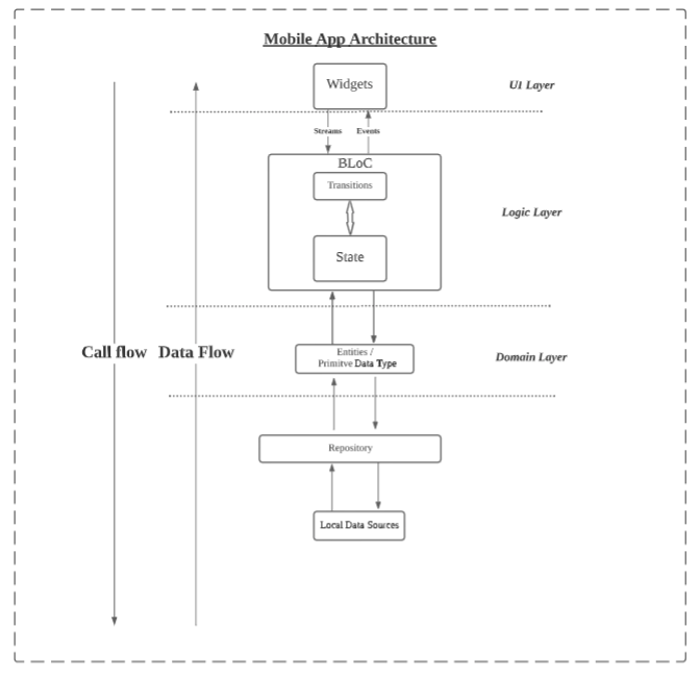 Mobile App Architecture
Widgets
UI Layer
Streams
Events
BLoC
Transitions
Logic Layer
State
Call flow
Data Flow
Entities /
Primitve Data Type
Domain Layer
Repository
Local Data Sources